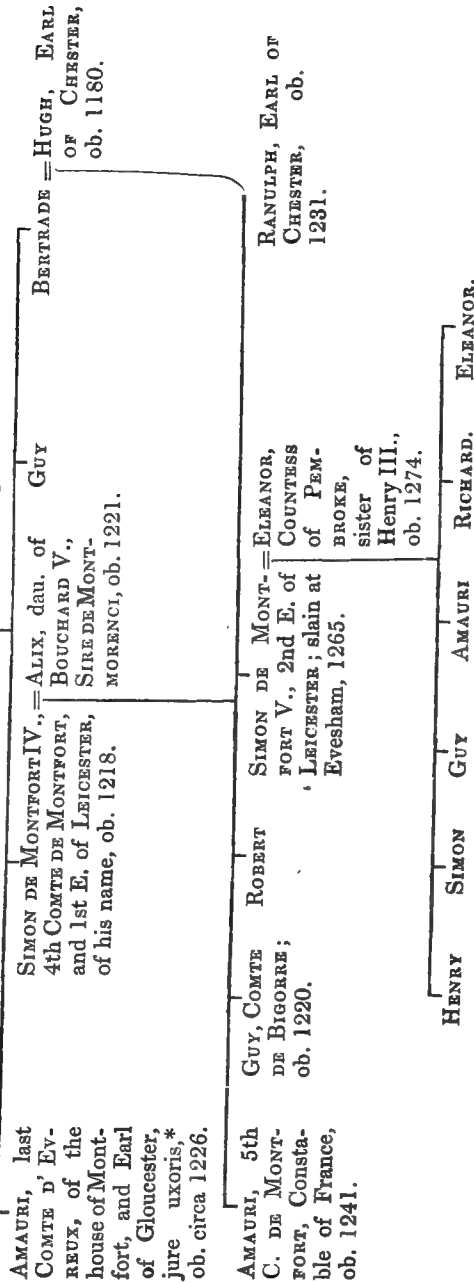 AMAURI, last
COMTE D' EV-
REUX, of the
house of Mont-
fort, and Earl
of Gloucester,
jure uxoris,*
ob. circa 1226.
SIMON DE MONTFORT IV.,
4th COMTE DE MONTFORT,
and 1st E. of LEICESTER,
of his name, ob. 1218.
=ALIX, dau. of
BOUCHARD V.,
SIRE DE MONT-
MORENCI, ob. 1221.
GUY
BERTRADE
=HUGH, EARL
OF CHESTER,
ob. 1180.
AMAURI, 5th
C. DE MONT-
FORT, Consta-
ble of France,
ob. 1241.
GUY, COMTE
DE BIGORRE;
ob. 1220.
ROBERT
SIMON DE MONT-
FORT V., 2nd E. of
LEICESTER; slain at
Evesham, 1265.
=ELEANOR,
COUNTESS
of PEM-
BROKE,
sister of
Henry III.,
ob. 1274.
RANULPH, EARL OF
CHESTER, ob.
1231.
HENRY
SIMON
GUY
AMAURI
RICHARD.
ELEANOR.